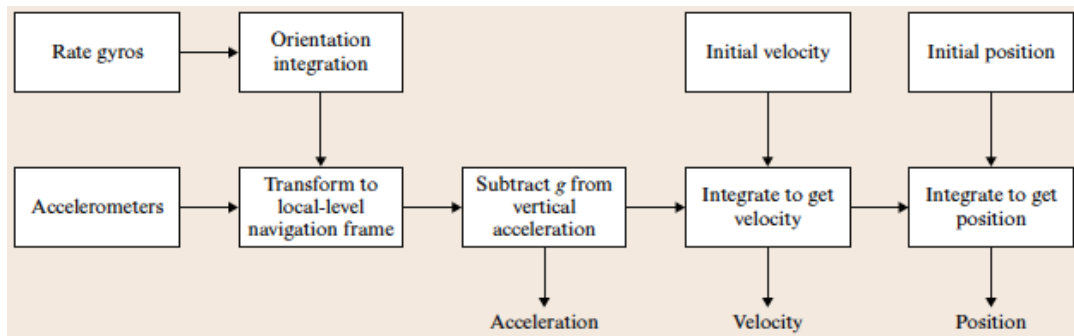 Rate gyros
Orientation
integration
Initial velocity
Initial position
Accelerometers
Transform to
local-level
navigation frame
Subtract g from
vertical
acceleration
Integrate to get
velocity
Integrate to get
position
Acceleration
Velocity
Position